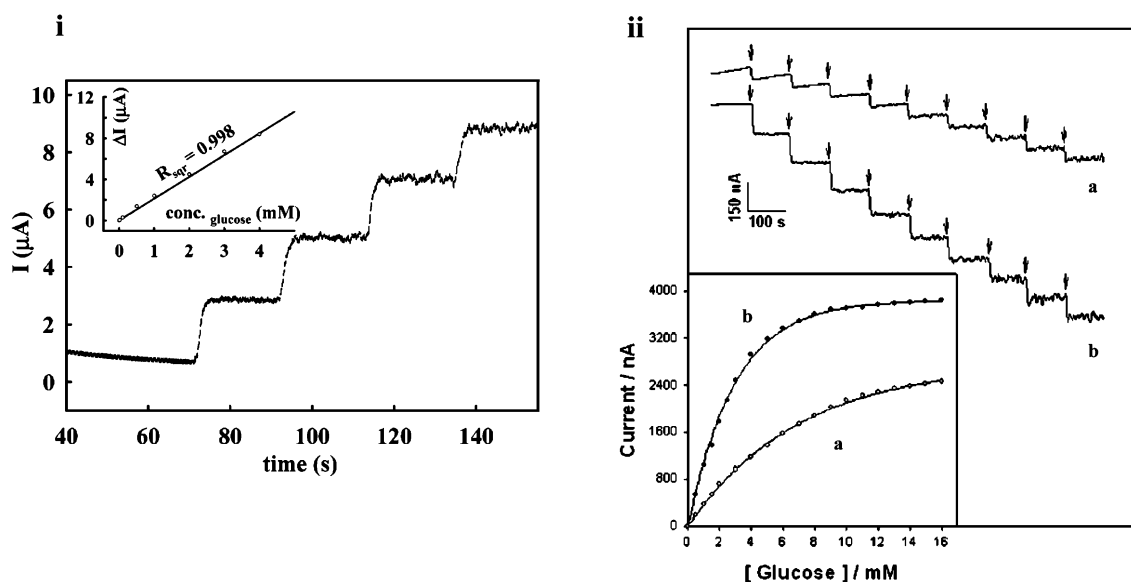 i
I (μA)
10
8
6
4
2
0
40
60
80
100
120
140
time (s)
ΔI (μA)
12
8
4
0
R sqr = 0.998
conc. glucose (mM)
0
1
2
3
4
ii
a
150 nA
100 s
b
Current / nA
4000
3200
2400
1600
800
0
b
a
0
2
4
6
8
10
12
14
16
[ Glucose ] / mM